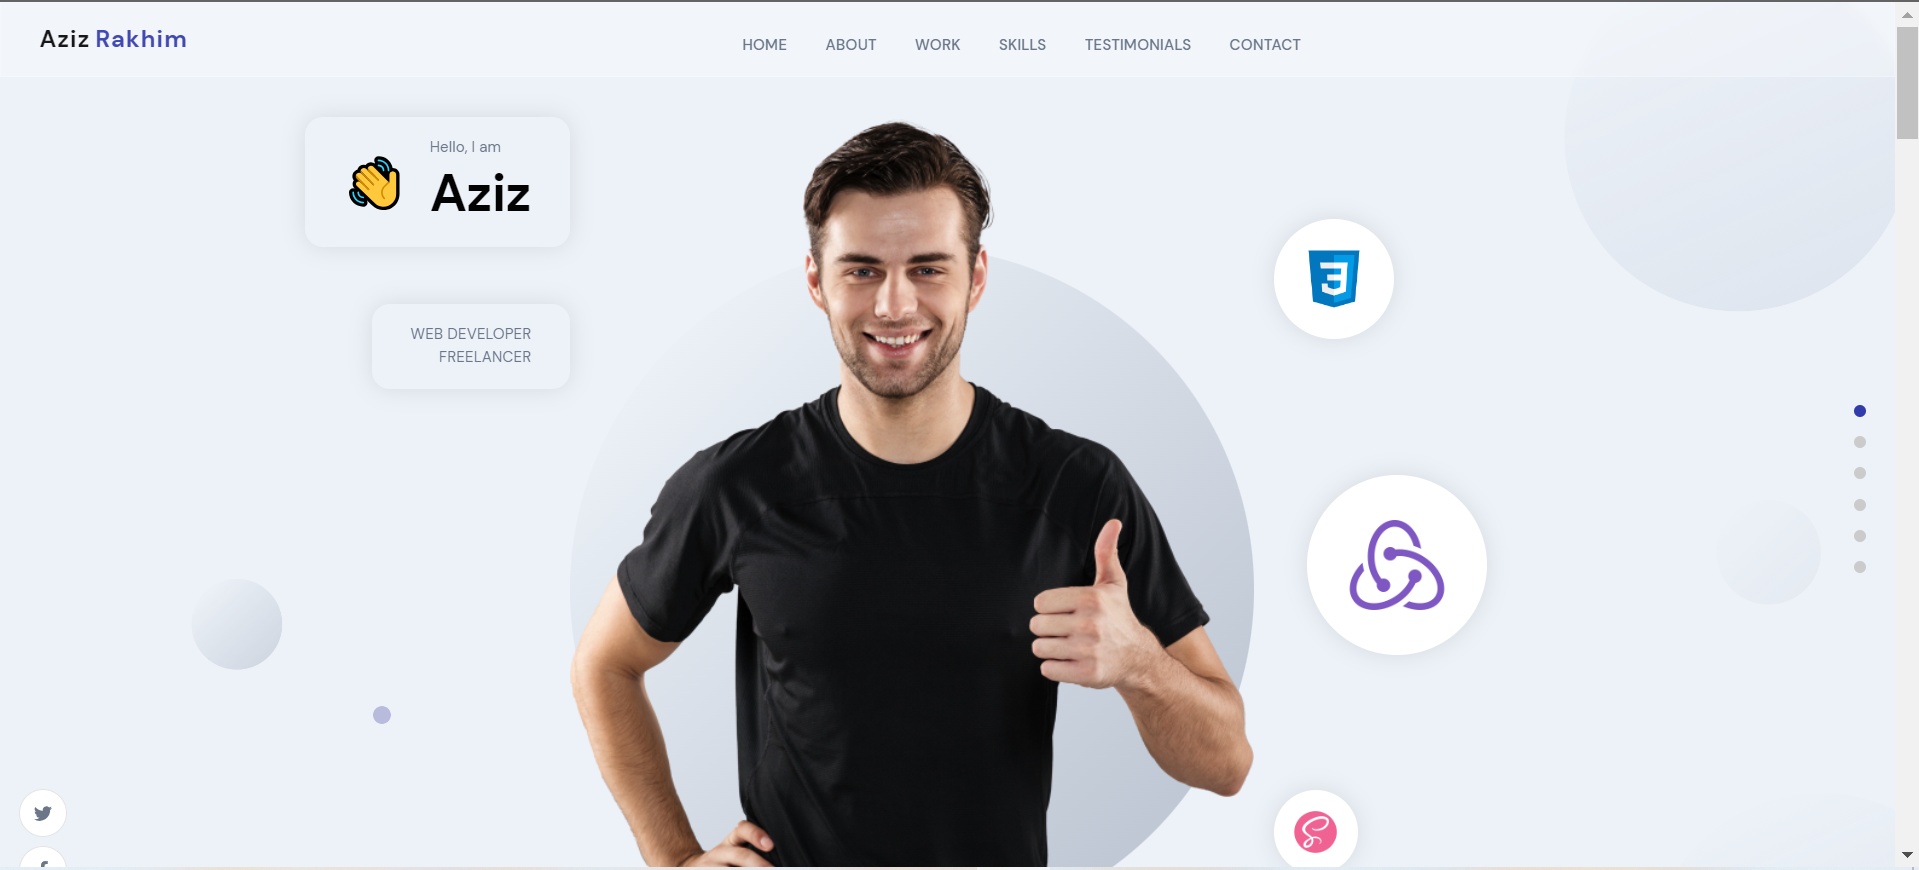 Aziz Rakhim
HOME ABOUT WORK SKILLS TESTIMONIALS CONTACT
Hello, I am
Aziz
WEB DEVELOPER
FREELANCER